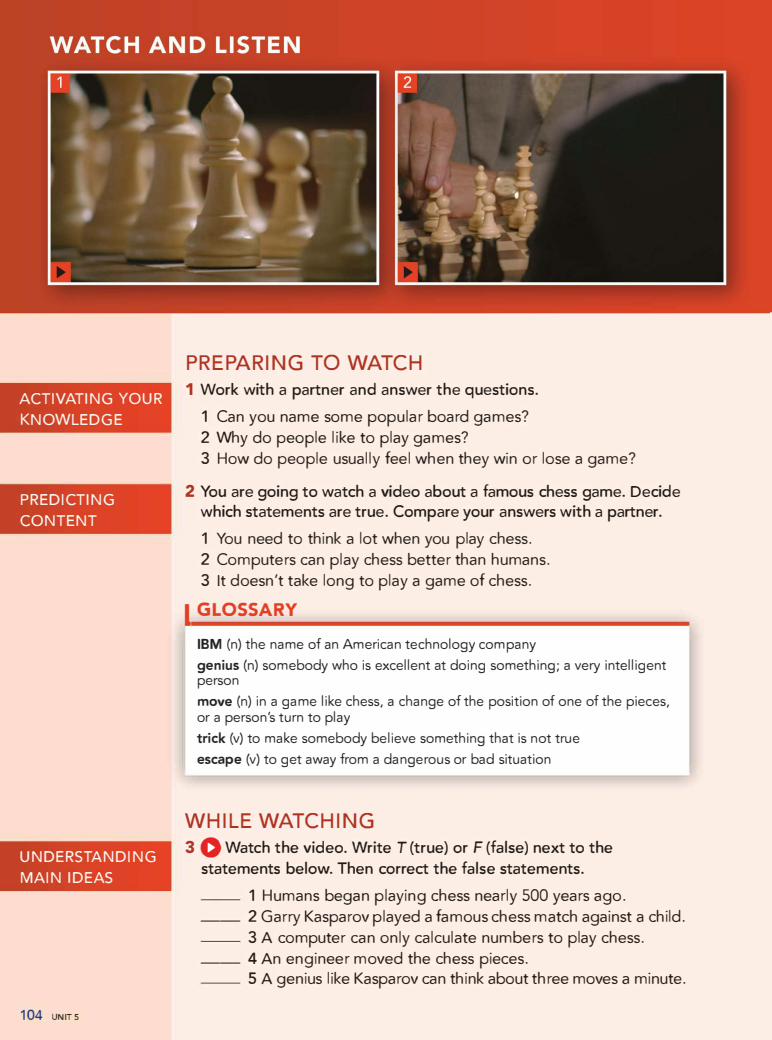 WATCH AND LISTEN
1
2
PREPARING TO WATCH
ACTIVATING YOUR
KNOWLEDGE
1 Work with a partner and answer the questions.
1 Can you name some popular board games?
2 Why do people like to play games?
3 How do people usually feel when they win or lose a game?
PREDICTING
CONTENT
2 You are going to watch a video about a famous chess game. Decide
which statements are true. Compare your answers with a partner.
1 You need to think a lot when you play chess.
2 Computers can play chess better than humans.
3 It doesn't take long to play a game of chess.
GLOSSARY
IBM (n) the name of an American technology company
genius (n) somebody who is excellent at doing something; a very intelligent
person
move (n) in a game like chess, a change of the position of one of the pieces,
or a person's turn to play
trick (v) to make somebody believe something that is not true
escape (v) to get away from a dangerous or bad situation
WHILE WATCHING
UNDERSTANDING
MAIN IDEAS
3 Watch the video. Write T (true) or F (false) next to the
statements below. Then correct the false statements.
_____ 1 Humans began playing chess nearly 500 years ago.
_____ 2 Garry Kasparov played a famous chess match against a child.
_____ 3 A computer can only calculate numbers to play chess.
_____ 4 An engineer moved the chess pieces.
_____ 5 A genius like Kasparov can think about three moves a minute.
104 UNIT 5